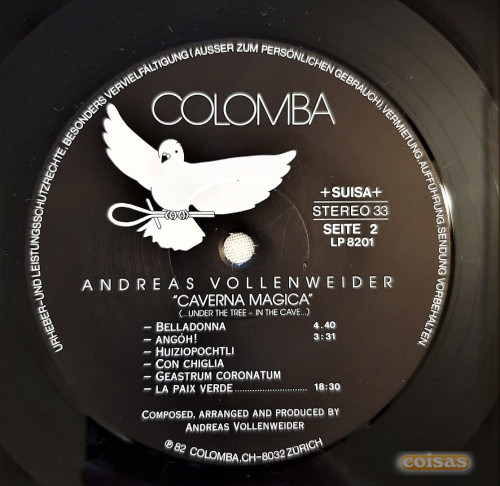 URHEBER- UND LEISTUNGSSCHUTZRECHTE, BESONDERS VERVIELFÄLTIGUNG (AUSSER ZUM PERSÖNLICHEN GEBRAUCH), VERMIETUNG, AUFFÜHRUNG, SENDUNG VORBEHALTEN.
COLOMBA
+SUISA+
STEREO 33
SEITE 2
LP 8201
ANDREAS VOLLENWEIDER
"CAVERNA MAGICA"
(...UNDER THE TREE – IN THE CAVE...)
– BELLADONNA 4.40
– ANGÓH! 3:31
– HUIZIOPOCHTLI
– CON CHIGLIA
– GEASTRUM CORONATUM
– LA PAIX VERDE ............................ 18:30
COMPOSED, ARRANGED AND PRODUCED BY
ANDREAS VOLLENWEIDER
℗ 82 COLOMBA, CH-8032 ZÜRICH
coisas